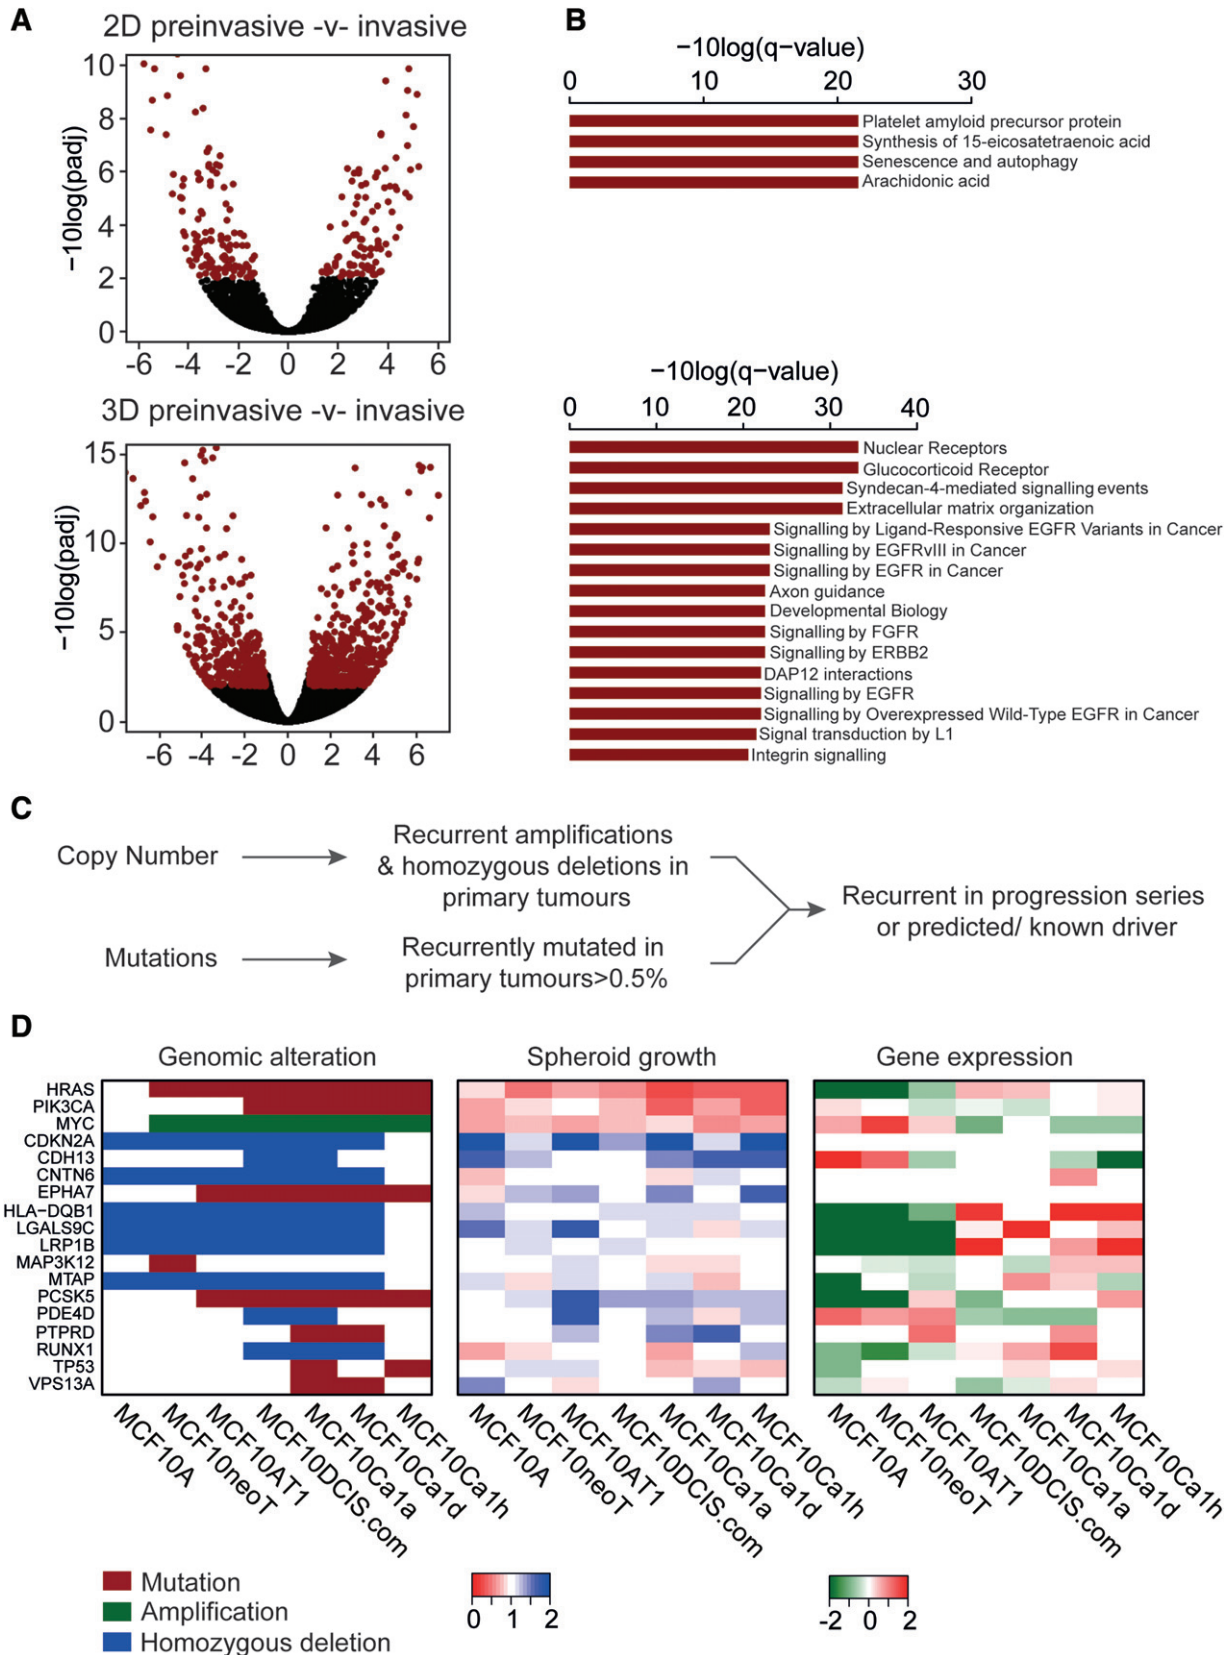 A
2D preinvasive -v- invasive
−10log(padj)
10
8
6
4
2
0
-6 -4 -2 0 2 4 6
3D preinvasive -v- invasive
−10log(padj)
15
10
5
0
-6 -4 -2 0 2 4 6
B
−10log(q−value)
0 10 20 30
Platelet amyloid precursor protein
Synthesis of 15-eicosatetraenoic acid
Senescence and autophagy
Arachidonic acid
−10log(q−value)
0 10 20 30 40
Nuclear Receptors
Glucocorticoid Receptor
Syndecan-4-mediated signalling events
Extracellular matrix organization
Signalling by Ligand-Responsive EGFR Variants in Cancer
Signalling by EGFRvIII in Cancer
Signalling by EGFR in Cancer
Axon guidance
Developmental Biology
Signalling by FGFR
Signalling by ERBB2
DAP12 interactions
Signalling by EGFR
Signalling by Overexpressed Wild-Type EGFR in Cancer
Signal transduction by L1
Integrin signalling
C
Copy Number
Recurrent amplifications
& homozygous deletions in
primary tumours
Mutations
Recurrently mutated in
primary tumours>0.5%
Recurrent in progression series
or predicted/ known driver
D
Genomic alteration
Spheroid growth
Gene expression
HRAS
PIK3CA
MYC
CDKN2A
CDH13
CNTN6
EPHA7
HLA−DQB1
LGALS9C
LRP1B
MAP3K12
MTAP
PCSK5
PDE4D
PTPRD
RUNX1
TP53
VPS13A
MCF10A
MCF10neoT
MCF10AT1
MCF10DCIS.com
MCF10Ca1a
MCF10Ca1d
MCF10Ca1h
MCF10A
MCF10neoT
MCF10AT1
MCF10DCIS.com
MCF10Ca1a
MCF10Ca1d
MCF10Ca1h
MCF10A
MCF10neoT
MCF10AT1
MCF10DCIS.com
MCF10Ca1a
MCF10Ca1d
MCF10Ca1h
Mutation
Amplification
Homozygous deletion
0 1 2
-2 0 2